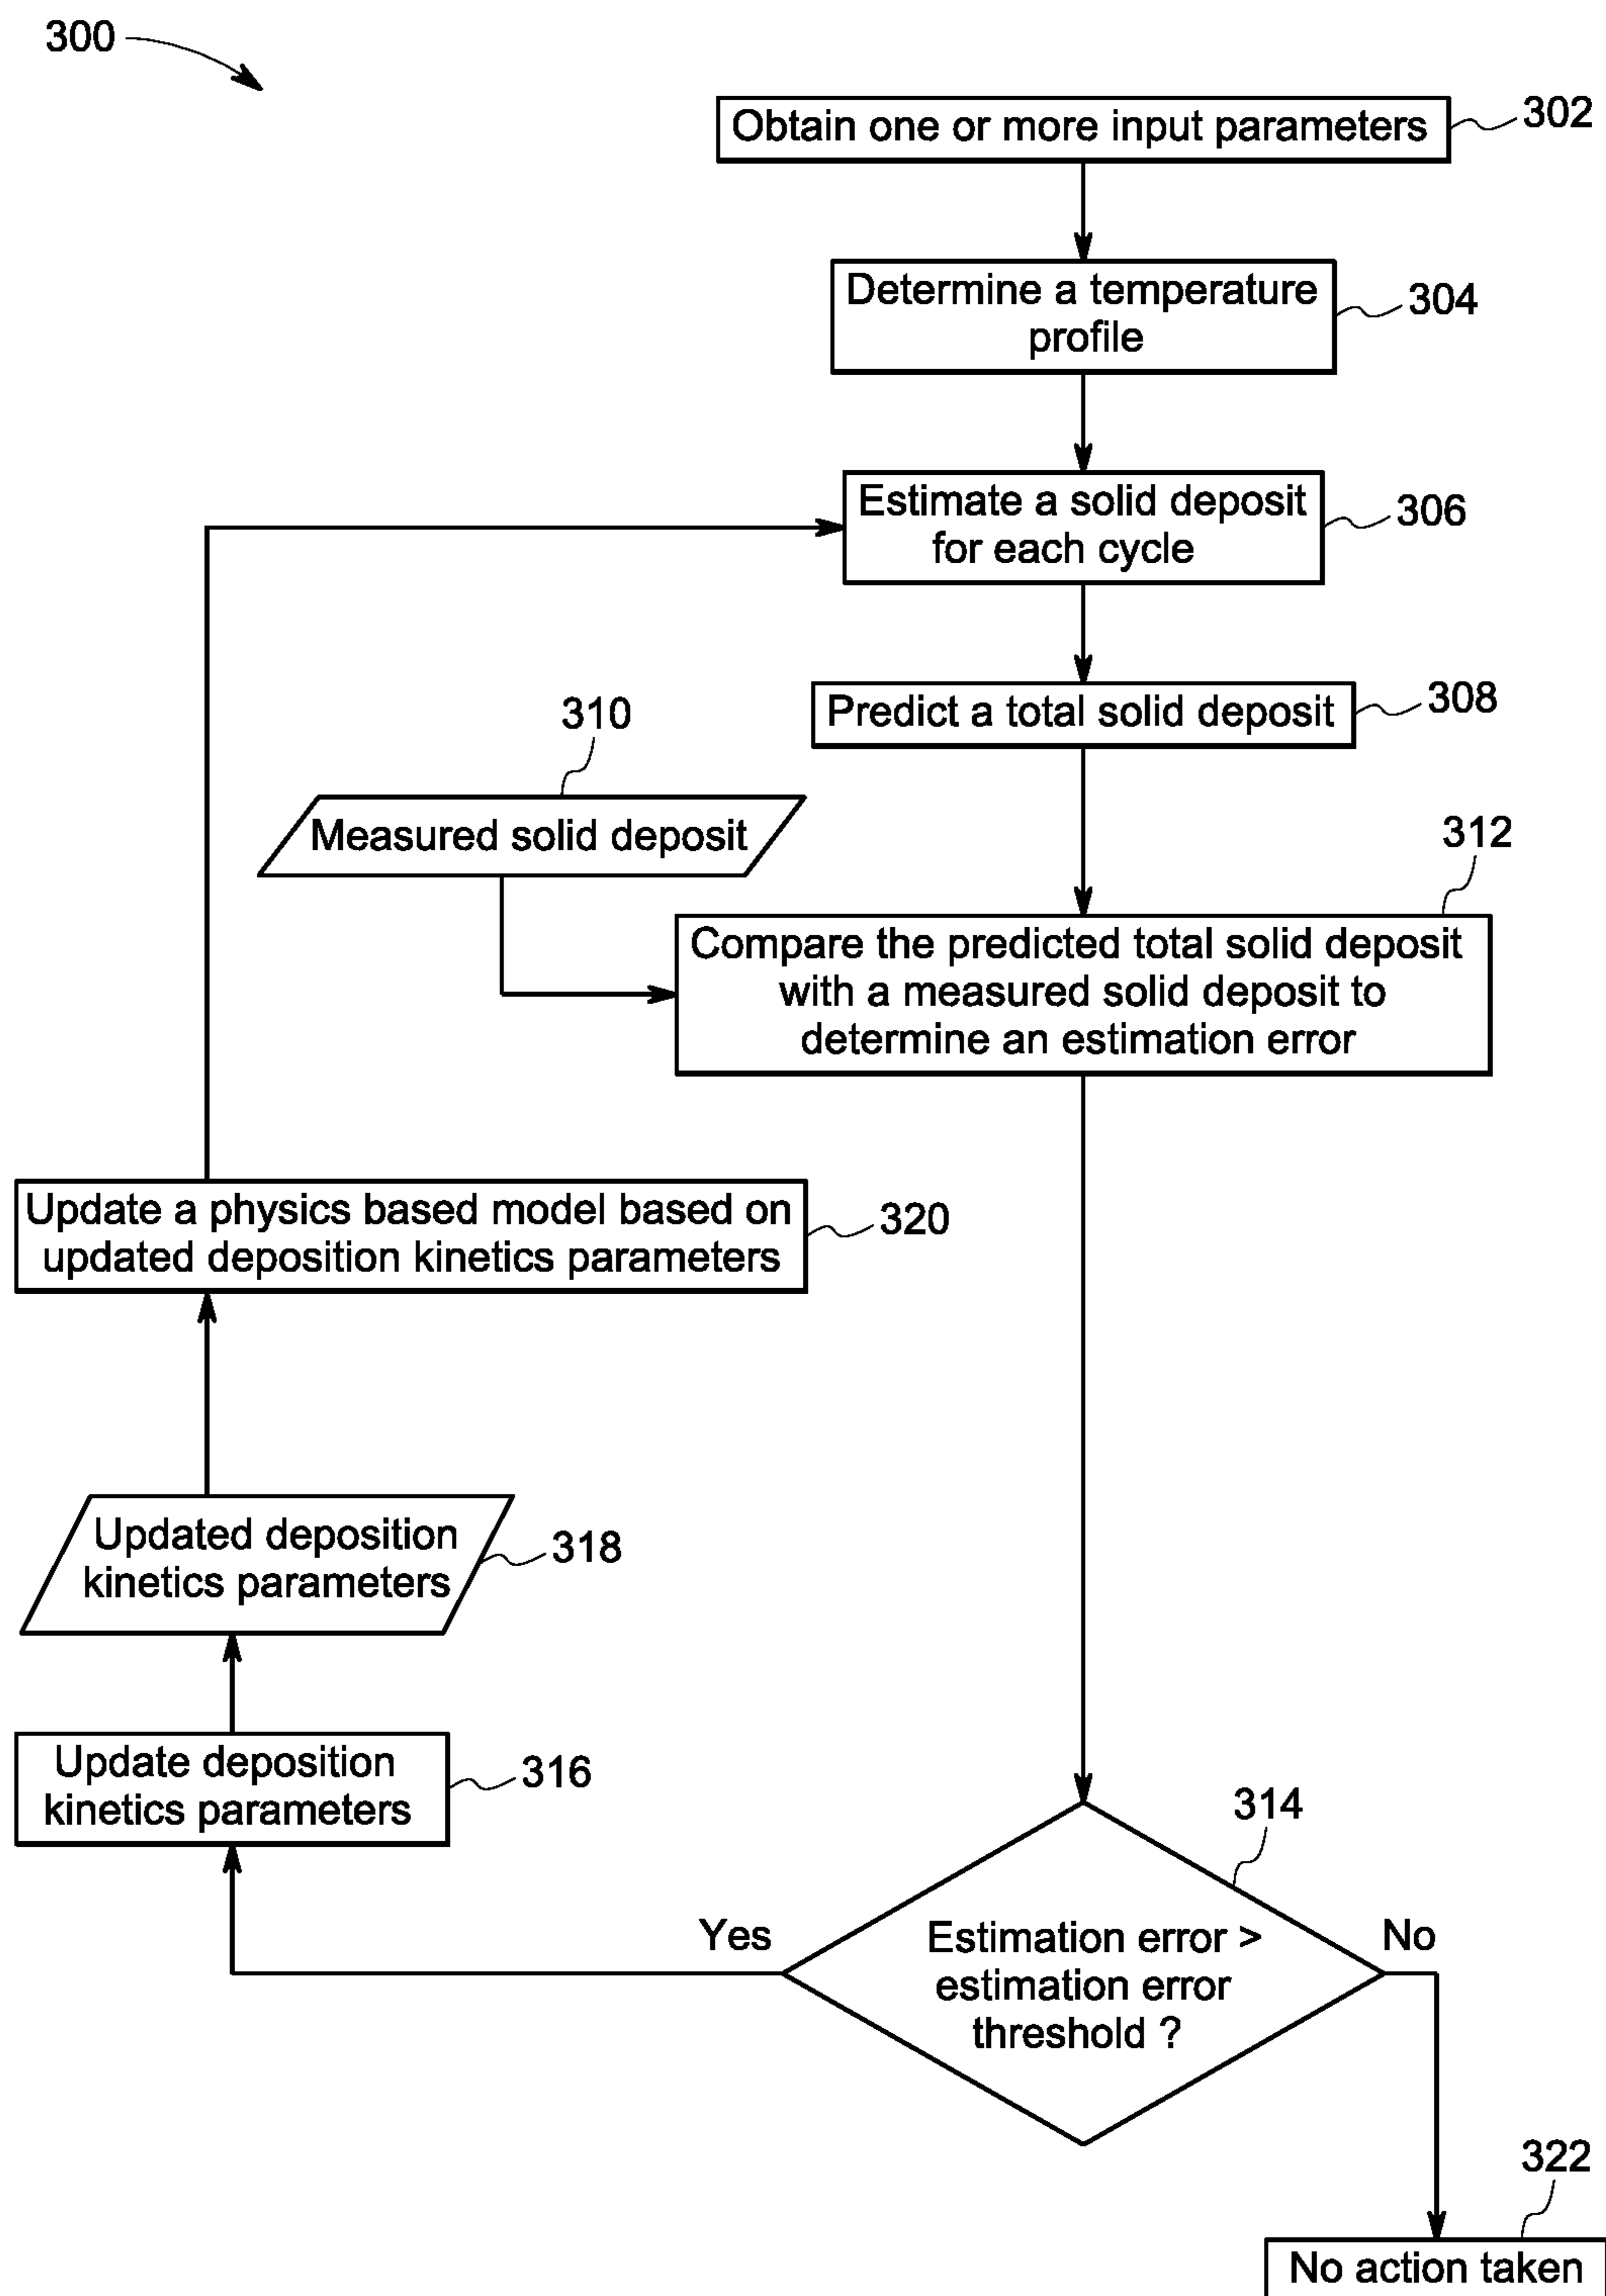 300
Obtain one or more input parameters
302
Determine a temperature
profile
304
Estimate a solid deposit
for each cycle
306
Predict a total solid deposit
308
310
Measured solid deposit
312
Compare the predicted total solid deposit
with a measured solid deposit to
determine an estimation error
Update a physics based model based on
updated deposition kinetics parameters
320
Updated deposition
kinetics parameters
318
Update deposition
kinetics parameters
316
314
Yes
Estimation error >
estimation error
threshold ?
No
322
No action taken